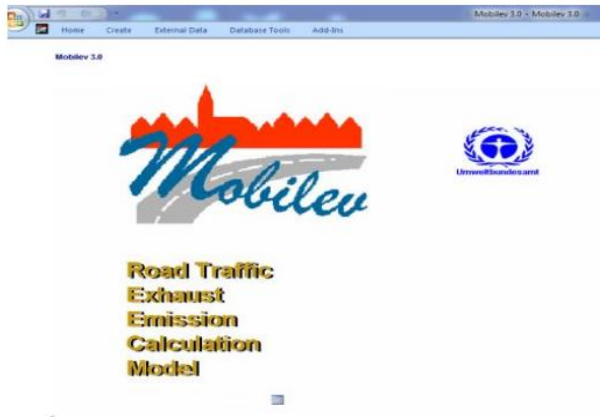 Mobilev 3.0 - Mobilev 3.0
Home Create External Data Database Tools Add-Ins
Mobilev 3.0
Mobilev
Umweltbundesamt
Road Traffic
Exhaust
Emission
Calculation
Model